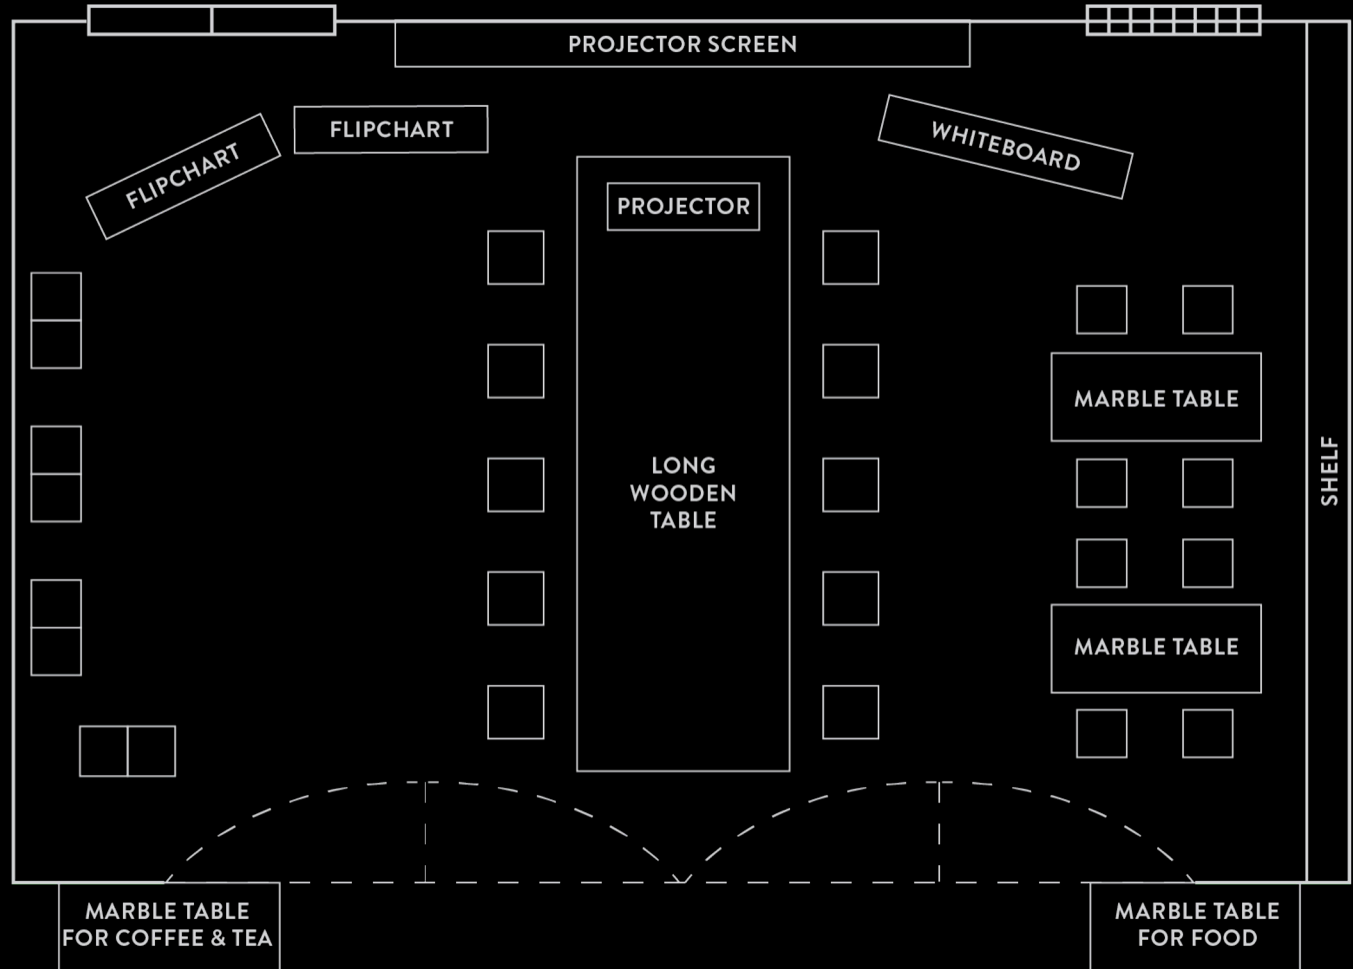 PROJECTOR SCREEN
FLIPCHART
FLIPCHART
WHITEBOARD
PROJECTOR
MARBLE TABLE
LONG
WOODEN
TABLE
SHELF
MARBLE TABLE
MARBLE TABLE
FOR COFFEE & TEA
MARBLE TABLE
FOR FOOD